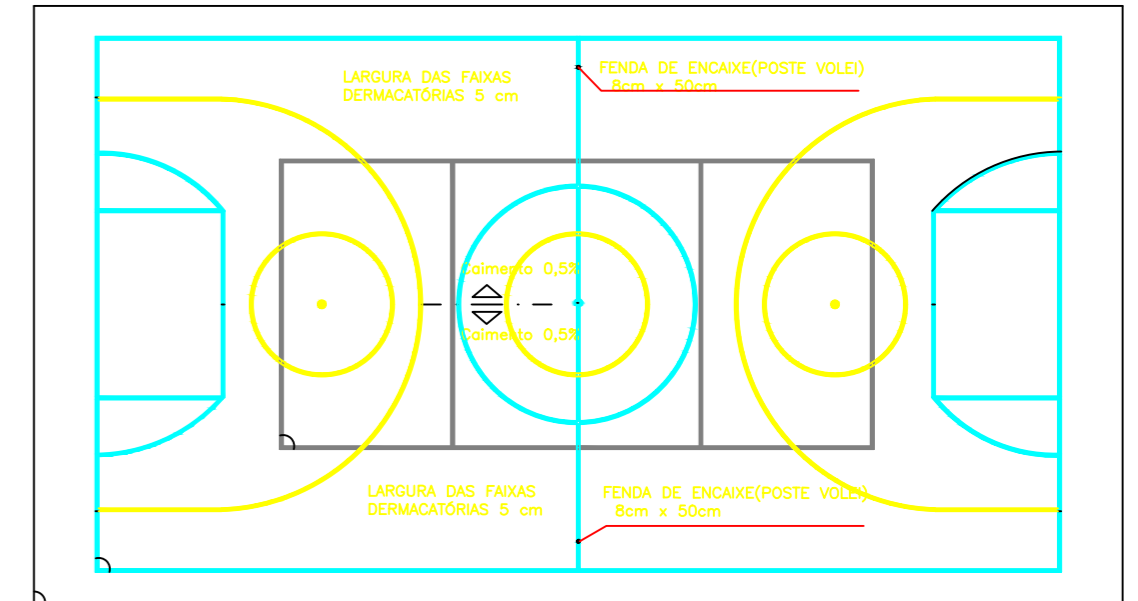 LARGURA DAS FAIXAS
DERMACATÓRIAS 5 cm
FENDA DE ENCAIXE(POSTE VOLEI)
8cm x 50cm
Caimento 0,5%
Caimento 0,5%
LARGURA DAS FAIXAS
DERMACATÓRIAS 5 cm
FENDA DE ENCAIXE(POSTE VOLEI)
8cm x 50cm